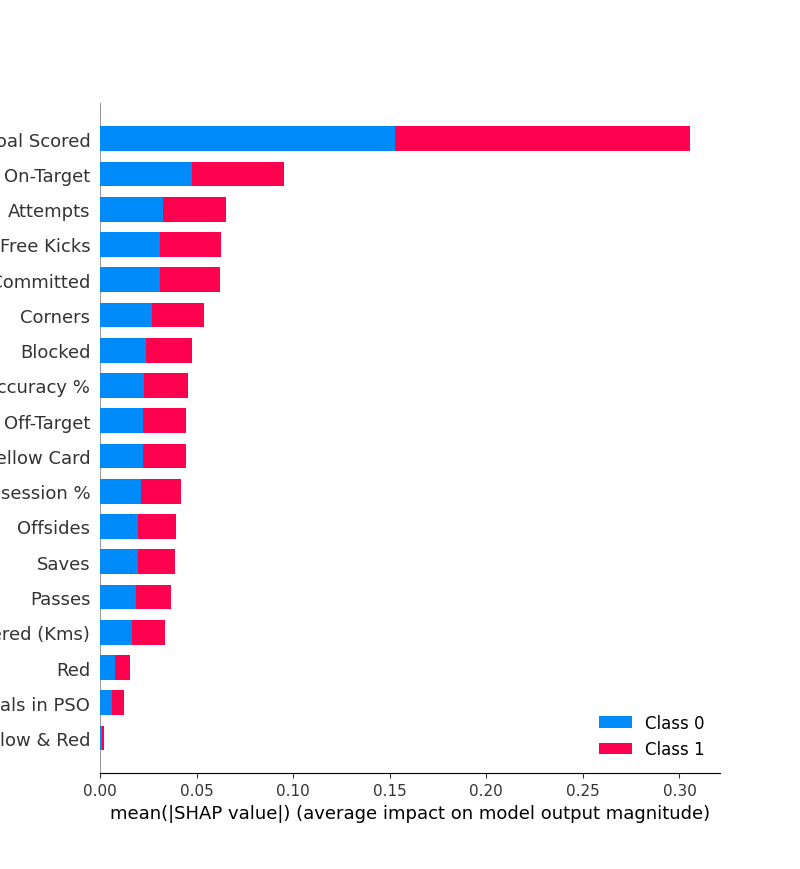 oal Scored
On-Target
Attempts
Free Kicks
Committed
Corners
Blocked
ccuracy %
Off-Target
ellow Card
session %
Offsides
Saves
Passes
ered (Kms)
Red
als in PSO
low & Red
Class 0
Class 1
0.00 0.05 0.10 0.15 0.20 0.25 0.30
mean(|SHAP value|) (average impact on model output magnitude)